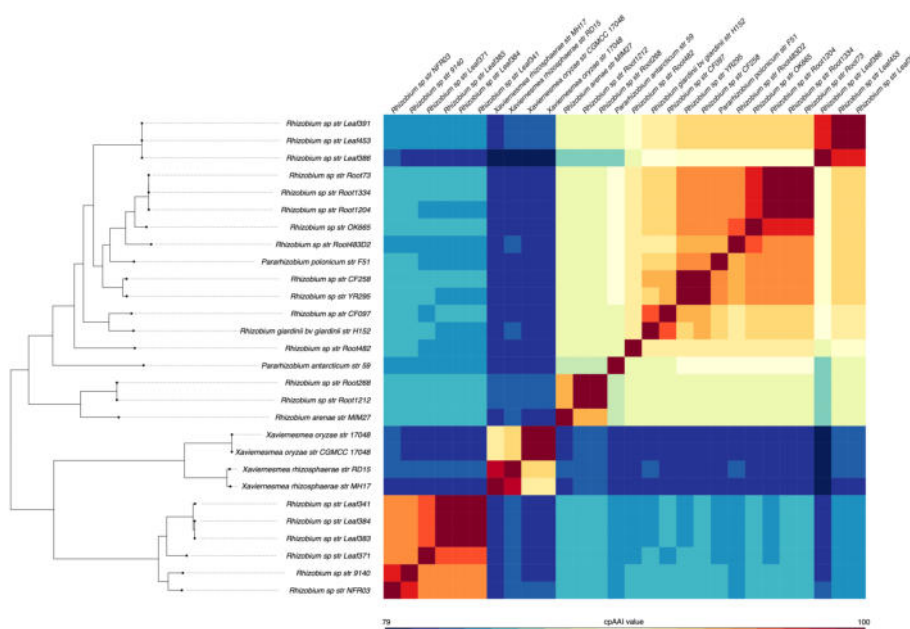 Rhizobium sp str NFR03
Rhizobium sp str 9140
Rhizobium sp str Leaf371
Rhizobium sp str Leaf383
Rhizobium sp str Leaf384
Rhizobium sp str Leaf341
Xaviernesmea rhizosphaerae str MH17
Xaviernesmea rhizosphaerae str RD15
Xaviernesmea oryzae str CGMCC 17048
Xaviernesmea oryzae str 17048
Rhizobium arenae str MIM27
Rhizobium sp str Root1212
Rhizobium sp str Root268
Pararhizobium antarcticum str 59
Rhizobium sp str Root482
Rhizobium giardinii bv giardinii str H152
Rhizobium sp str CF097
Rhizobium sp str YR295
Rhizobium sp str CF258
Pararhizobium polonicum str F51
Rhizobium sp str Root483D2
Rhizobium sp str OK665
Rhizobium sp str Root1204
Rhizobium sp str Root1334
Rhizobium sp str Root73
Rhizobium sp str Leaf386
Rhizobium sp str Leaf453
Rhizobium sp str
Rhizobium sp str Leaf391
Rhizobium sp str Leaf453
Rhizobium sp str Leaf386
Rhizobium sp str Root73
Rhizobium sp str Root1334
Rhizobium sp str Root1204
Rhizobium sp str OK665
Rhizobium sp str Root483D2
Pararhizobium polonicum str F51
Rhizobium sp str CF258
Rhizobium sp str YR295
Rhizobium sp str CF097
Rhizobium giardinii bv giardinii str H152
Rhizobium sp str Root482
Pararhizobium antarcticum str 59
Rhizobium sp str Root268
Rhizobium sp str Root1212
Rhizobium arenae str MIM27
Xaviernesmea oryzae str 17048
Xaviernesmea oryzae str CGMCC 17048
Xaviernesmea rhizosphaerae str RD15
Xaviernesmea rhizosphaerae str MH17
Rhizobium sp str Leaf341
Rhizobium sp str Leaf384
Rhizobium sp str Leaf383
Rhizobium sp str Leaf371
Rhizobium sp str 9140
Rhizobium sp str NFR03
79 cpAAI value 100